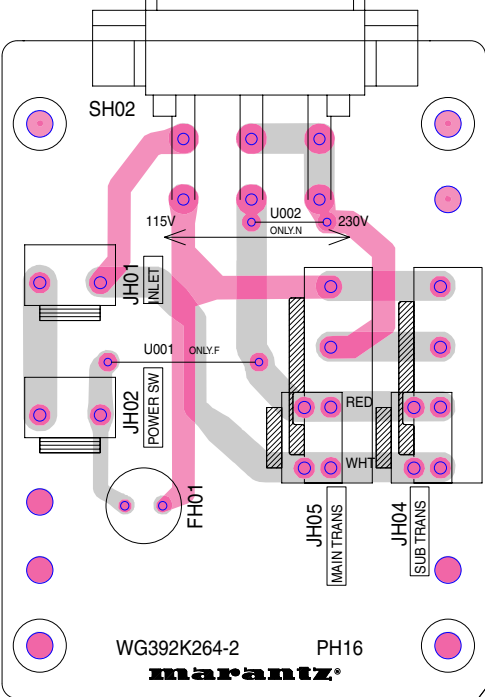 SH02
U002
115V
230V
ONLY.N
JH01
INLET
U001
ONLY.F
JH02
POWER SW
RED
WHT
FH01
JH05
MAIN TRANS
JH04
SUB TRANS
WG392K264-2
PH16
marantz